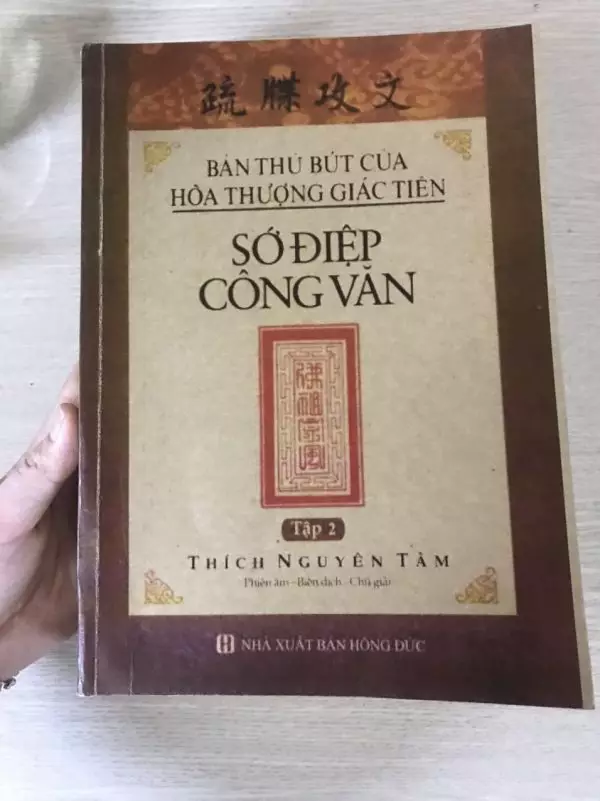 疏牒攻文
BẢN THỦ BÚT CỦA
HÒA THƯỢNG GIÁC TIÊN
SỚ ĐIỆP
CÔNG VĂN
Tập 2
THÍCH NGUYÊN TÂM
Phiên âm - Biên dịch - Chú giải
NHÀ XUẤT BẢN HỒNG ĐỨC